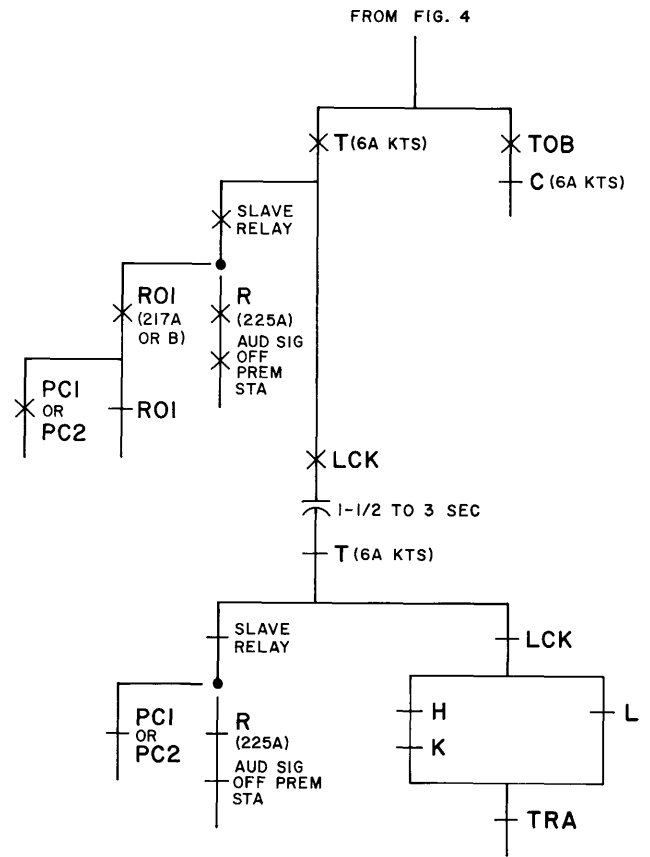 FROM FIG. 4
T (6A KTS)
TOB
C (6A KTS)
SLAVE
RELAY
RO1
(217A
OR B)
R
(225A)
AUD SIG
OFF
PREM
STA
PC1
OR
PC2
RO1
LCK
1-1/2 TO 3 SEC
T (6A KTS)
SLAVE
RELAY
LCK
PC1
OR
PC2
R
(225A)
AUD SIG
OFF PREM
STA
H
K
L
TRA